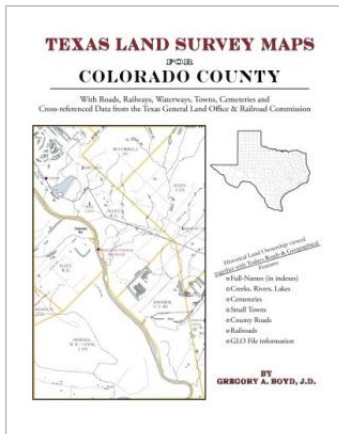 TEXAS LAND SURVEY MAPS
FOR
COLORADO COUNTY
With Roads, Railways, Waterways, Towns, Cemeteries and
Cross-referenced Data from the Texas General Land Office & Railroad Commission
Historical Land Ownership viewed
together with Todays Roads & Geographical
Features
Full-Names (in indexes)
Creeks, Rivers, Lakes
Cemeteries
Small Towns
County Roads
Railroads
GLO File information
BY
GREGORY A. BOYD, J.D.